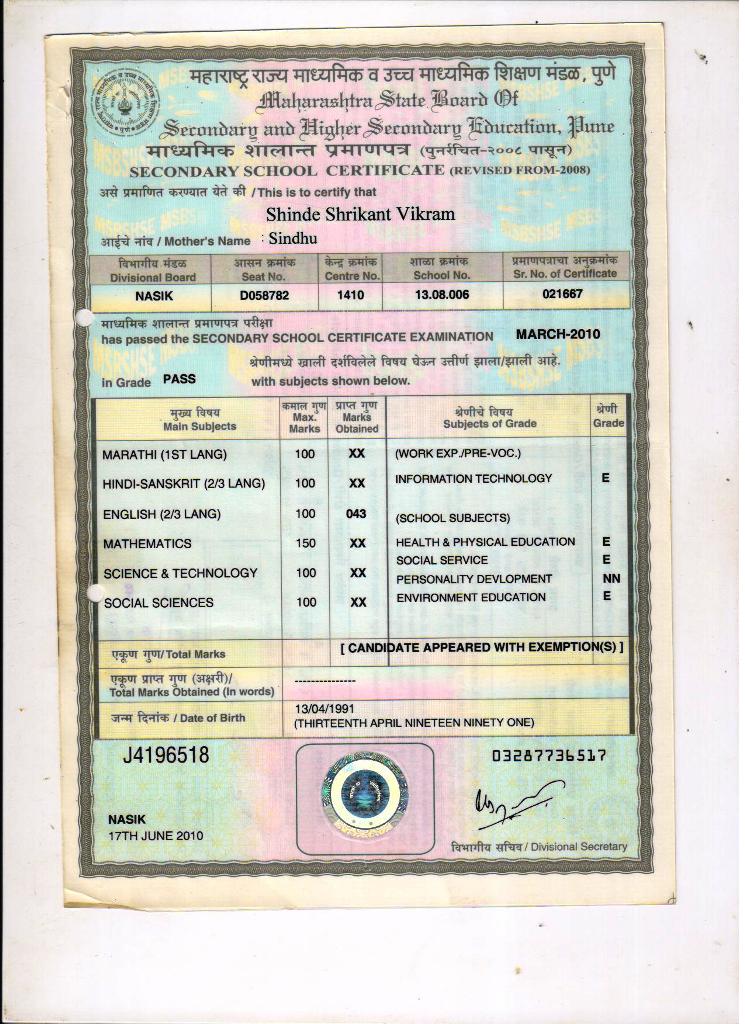 महाराष्ट्र राज्य माध्यमिक व उच्च माध्यमिक शिक्षण मंडळ, पुणे
Maharashtra State Board Of
Secondary and Higher Secondary Education, Pune
माध्यमिक शालान्त प्रमाणपत्र (पुनर्रचित-२००८ पासून)
SECONDARY SCHOOL CERTIFICATE (REVISED FROM-2008)
असे प्रमाणित करण्यात येते की / This is to certify that
Shinde Shrikant Vikram
आईचे नांव / Mother's Name : Sindhu
विभागीय मंडळ आसन क्रमांक केन्द्र क्रमांक शाळा क्रमांक प्रमाणपत्राचा अनुक्रमांक
Divisional Board Seat No. Centre No. School No. Sr. No. of Certificate
NASIK D058782 1410 13.08.006 021667
माध्यमिक शालान्त प्रमाणपत्र परीक्षा
has passed the SECONDARY SCHOOL CERTIFICATE EXAMINATION MARCH-2010
श्रेणीमध्ये खाली दर्शविलेले विषय घेऊन उत्तीर्ण झाला/झाली आहे.
in Grade PASS with subjects shown below.
मुख्य विषय कमाल गुण प्राप्त गुण श्रेणीचे विषय श्रेणी
Main Subjects Max. Marks Marks Obtained Subjects of Grade Grade
MARATHI (1ST LANG) 100 XX (WORK EXP./PRE-VOC.)
HINDI-SANSKRIT (2/3 LANG) 100 XX INFORMATION TECHNOLOGY E
ENGLISH (2/3 LANG) 100 043 (SCHOOL SUBJECTS)
MATHEMATICS 150 XX HEALTH & PHYSICAL EDUCATION E
SOCIAL SERVICE E
SCIENCE & TECHNOLOGY 100 XX PERSONALITY DEVLOPMENT NN
SOCIAL SCIENCES 100 XX ENVIRONMENT EDUCATION E
एकूण गुण/Total Marks [ CANDIDATE APPEARED WITH EXEMPTION(S) ]
एकूण प्राप्त गुण (अक्षरी)/ ---------------
Total Marks Obtained (In words)
जन्म दिनांक / Date of Birth 13/04/1991
(THIRTEENTH APRIL NINETEEN NINETY ONE)
J4196518 03287736517
NASIK
17TH JUNE 2010
विभागीय सचिव / Divisional Secretary